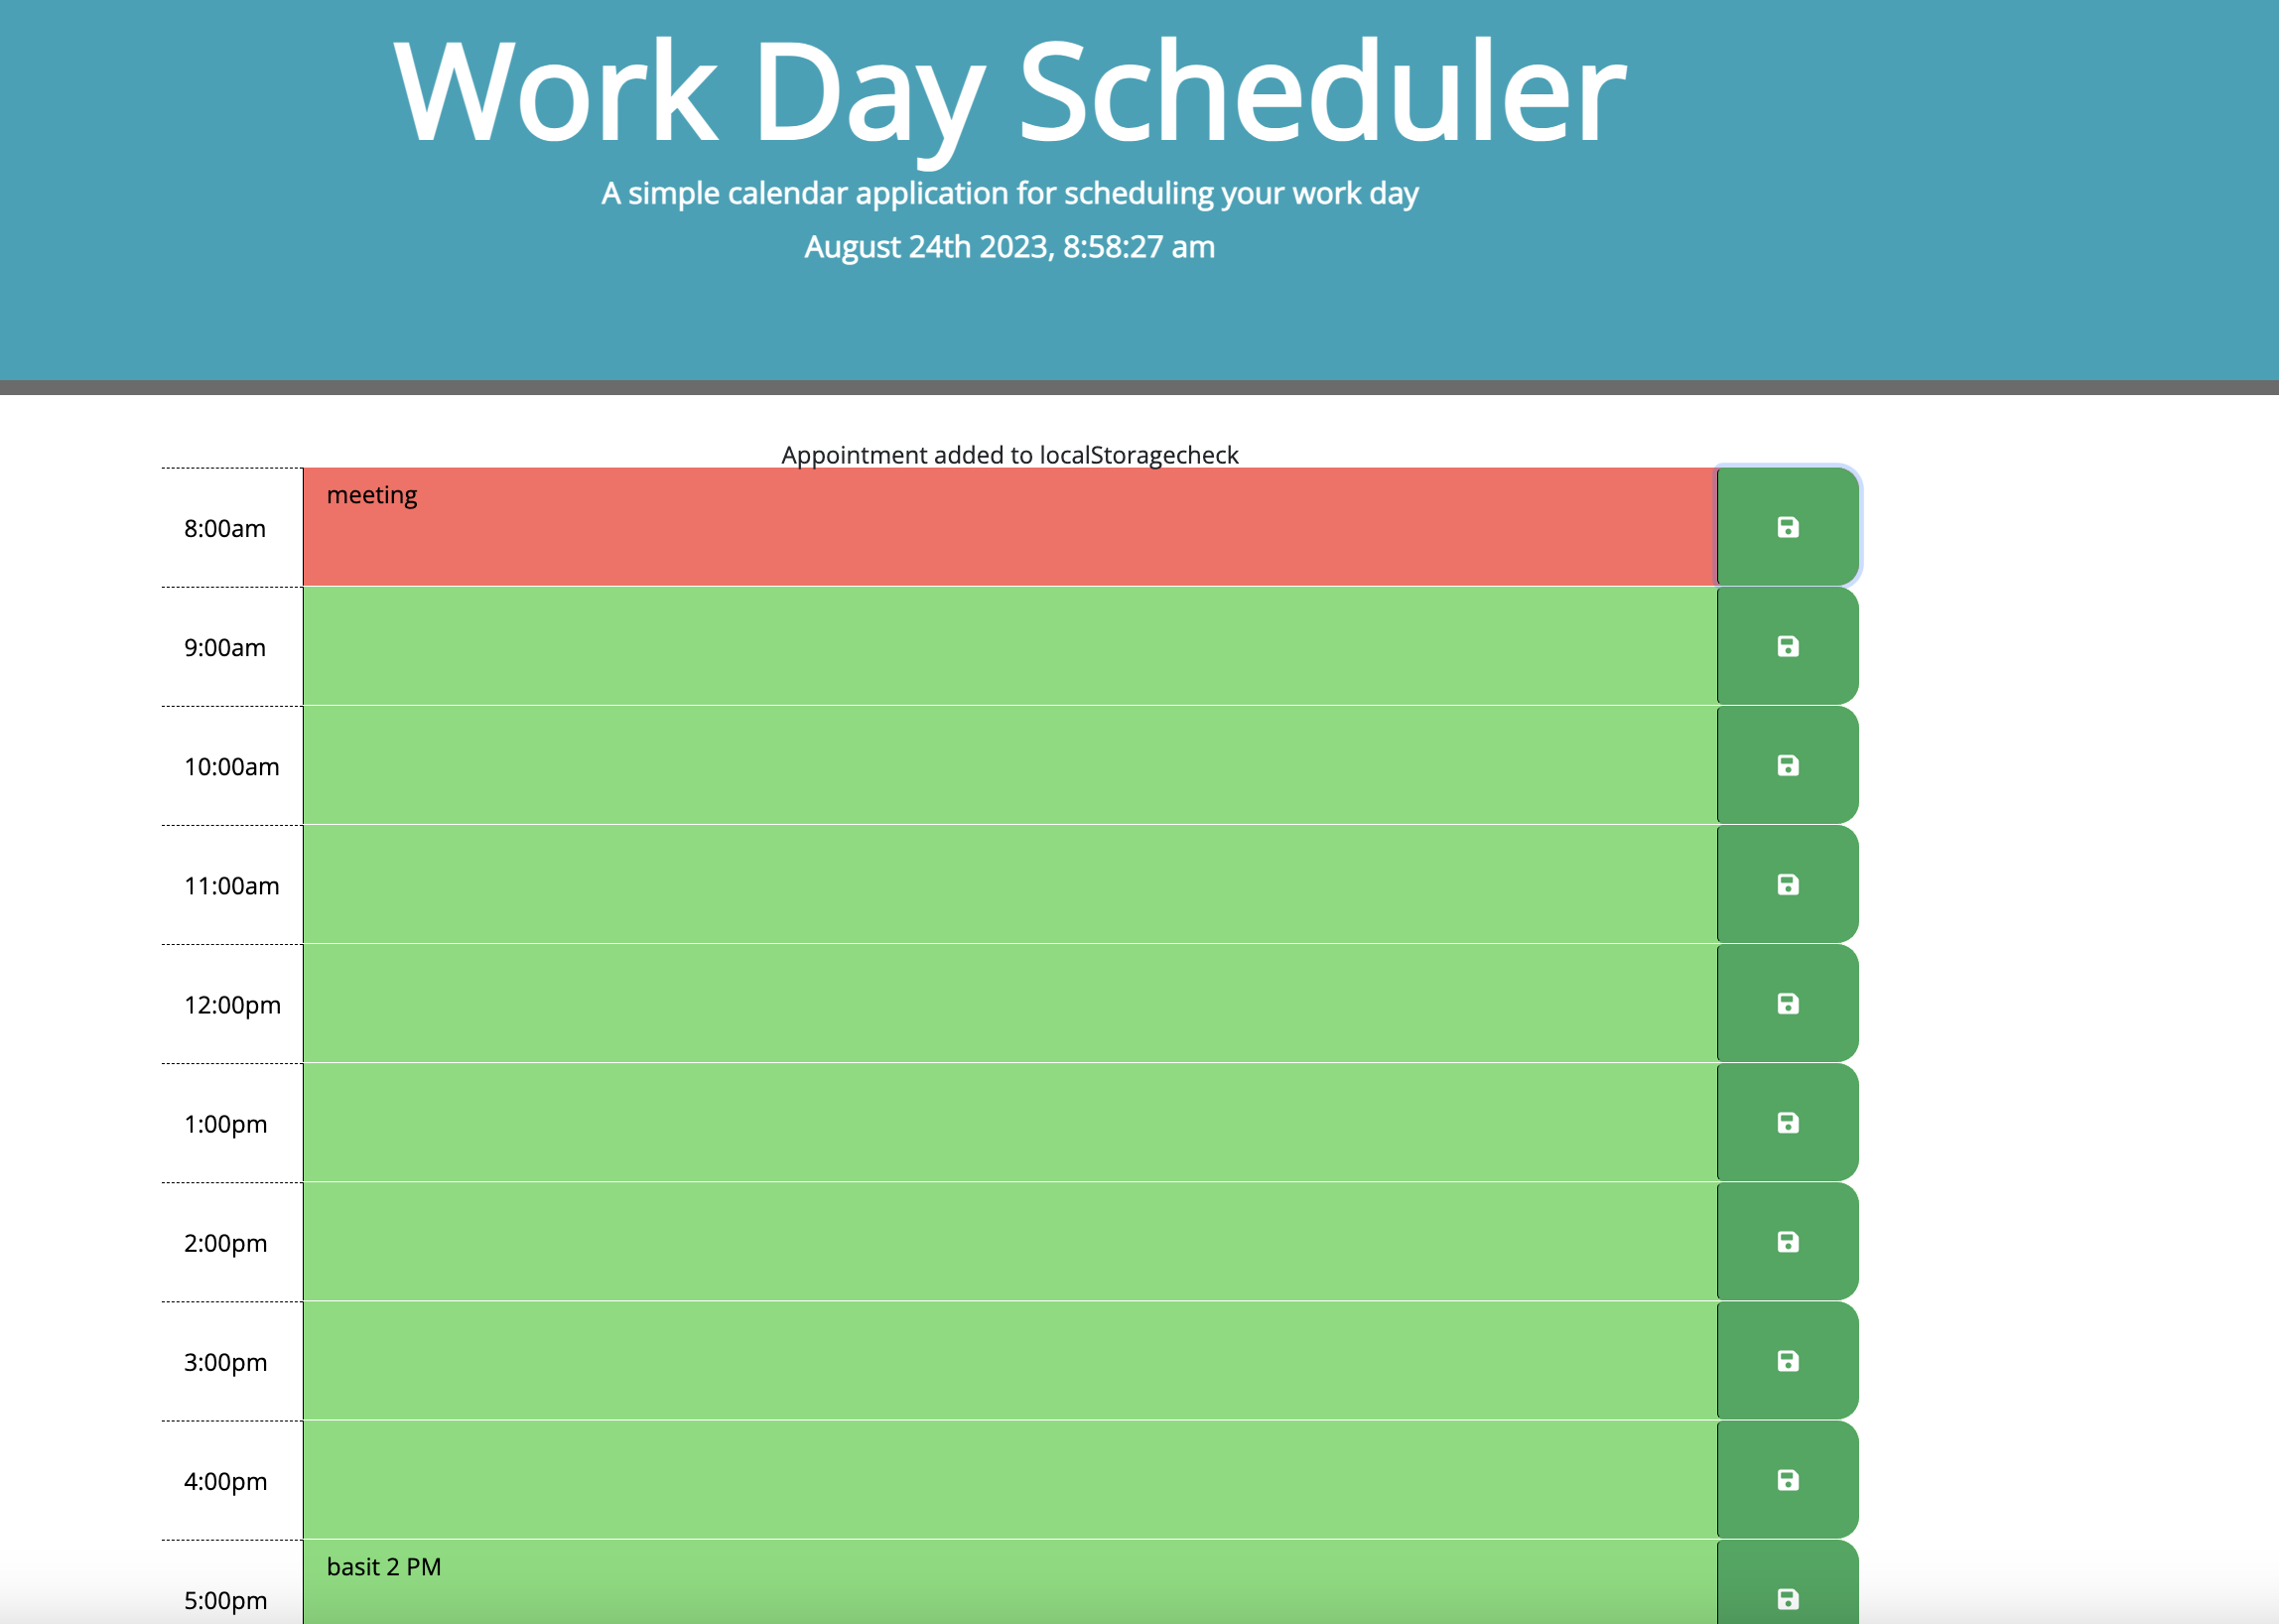 Work Day Scheduler
A simple calendar application for scheduling your work day
August 24th 2023, 8:58:27 am
Appointment added to localStoragecheck
8:00am
meeting
9:00am
10:00am
11:00am
12:00pm
1:00pm
2:00pm
3:00pm
4:00pm
basit 2 PM
5:00pm